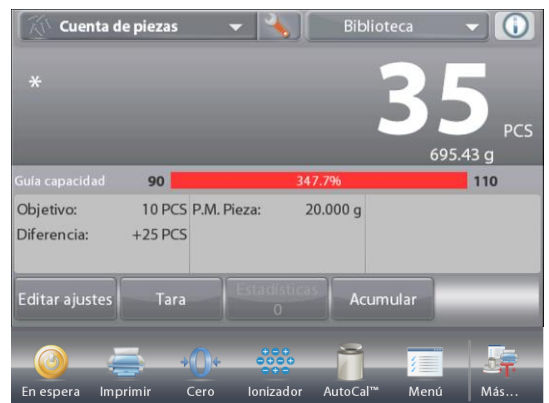 Cuenta de piezas Biblioteca
*
35 PCS
695.43 g
Guía capacidad 90 347.7% 110
Objetivo: 10 PCS P.M. Pieza: 20.000 g
Diferencia: +25 PCS
Editar ajustes Tara Estadísticas 0 Acumular
En espera Imprimir Cero Ionizador AutoCal™ Menú Más...